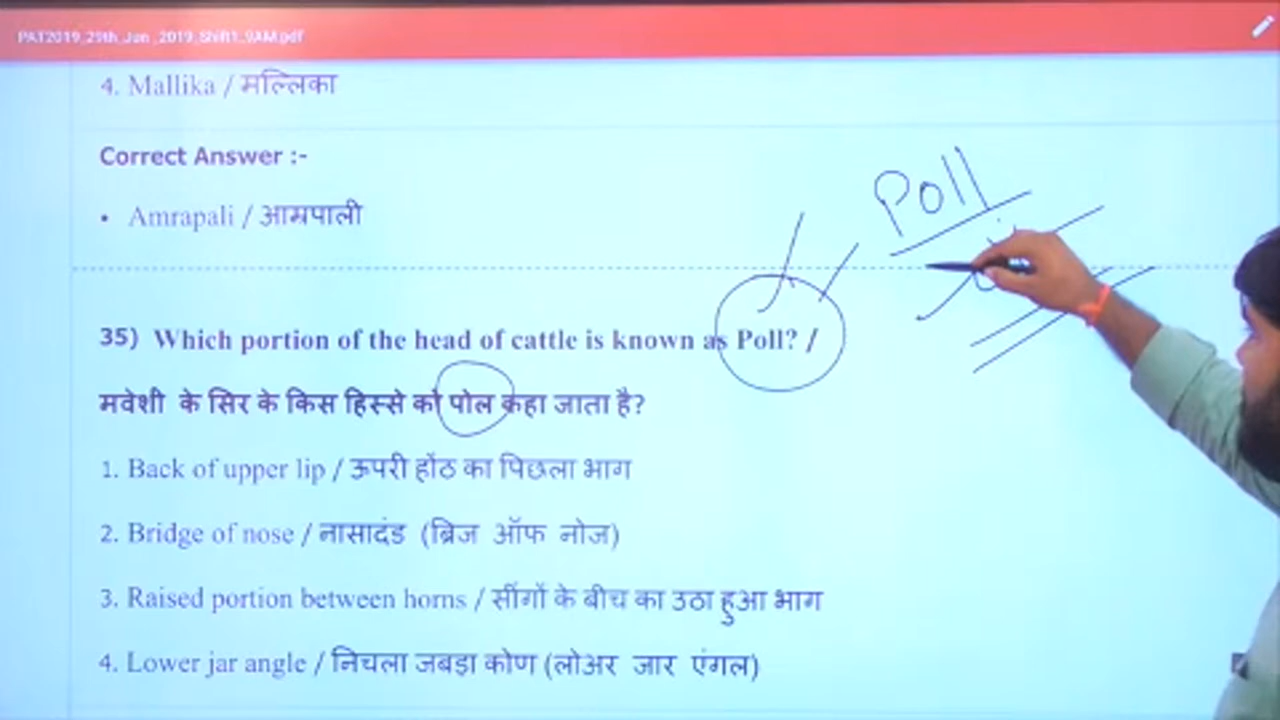 PAT2019_29th_Jun_2019_Shift1_9AM.pdf
4. Mallika / मल्लिका
Correct Answer :-
• Amrapali / आम्रपाली
Poll
35) Which portion of the head of cattle is known as Poll? /
मवेशी के सिर के किस हिस्से को पोल कहा जाता है?
1. Back of upper lip / ऊपरी होंठ का पिछला भाग
2. Bridge of nose / नासादंड (ब्रिज ऑफ नोज)
3. Raised portion between horns / सींगों के बीच का उठा हुआ भाग
4. Lower jar angle / निचला जबड़ा कोण (लोअर जार एंगल)